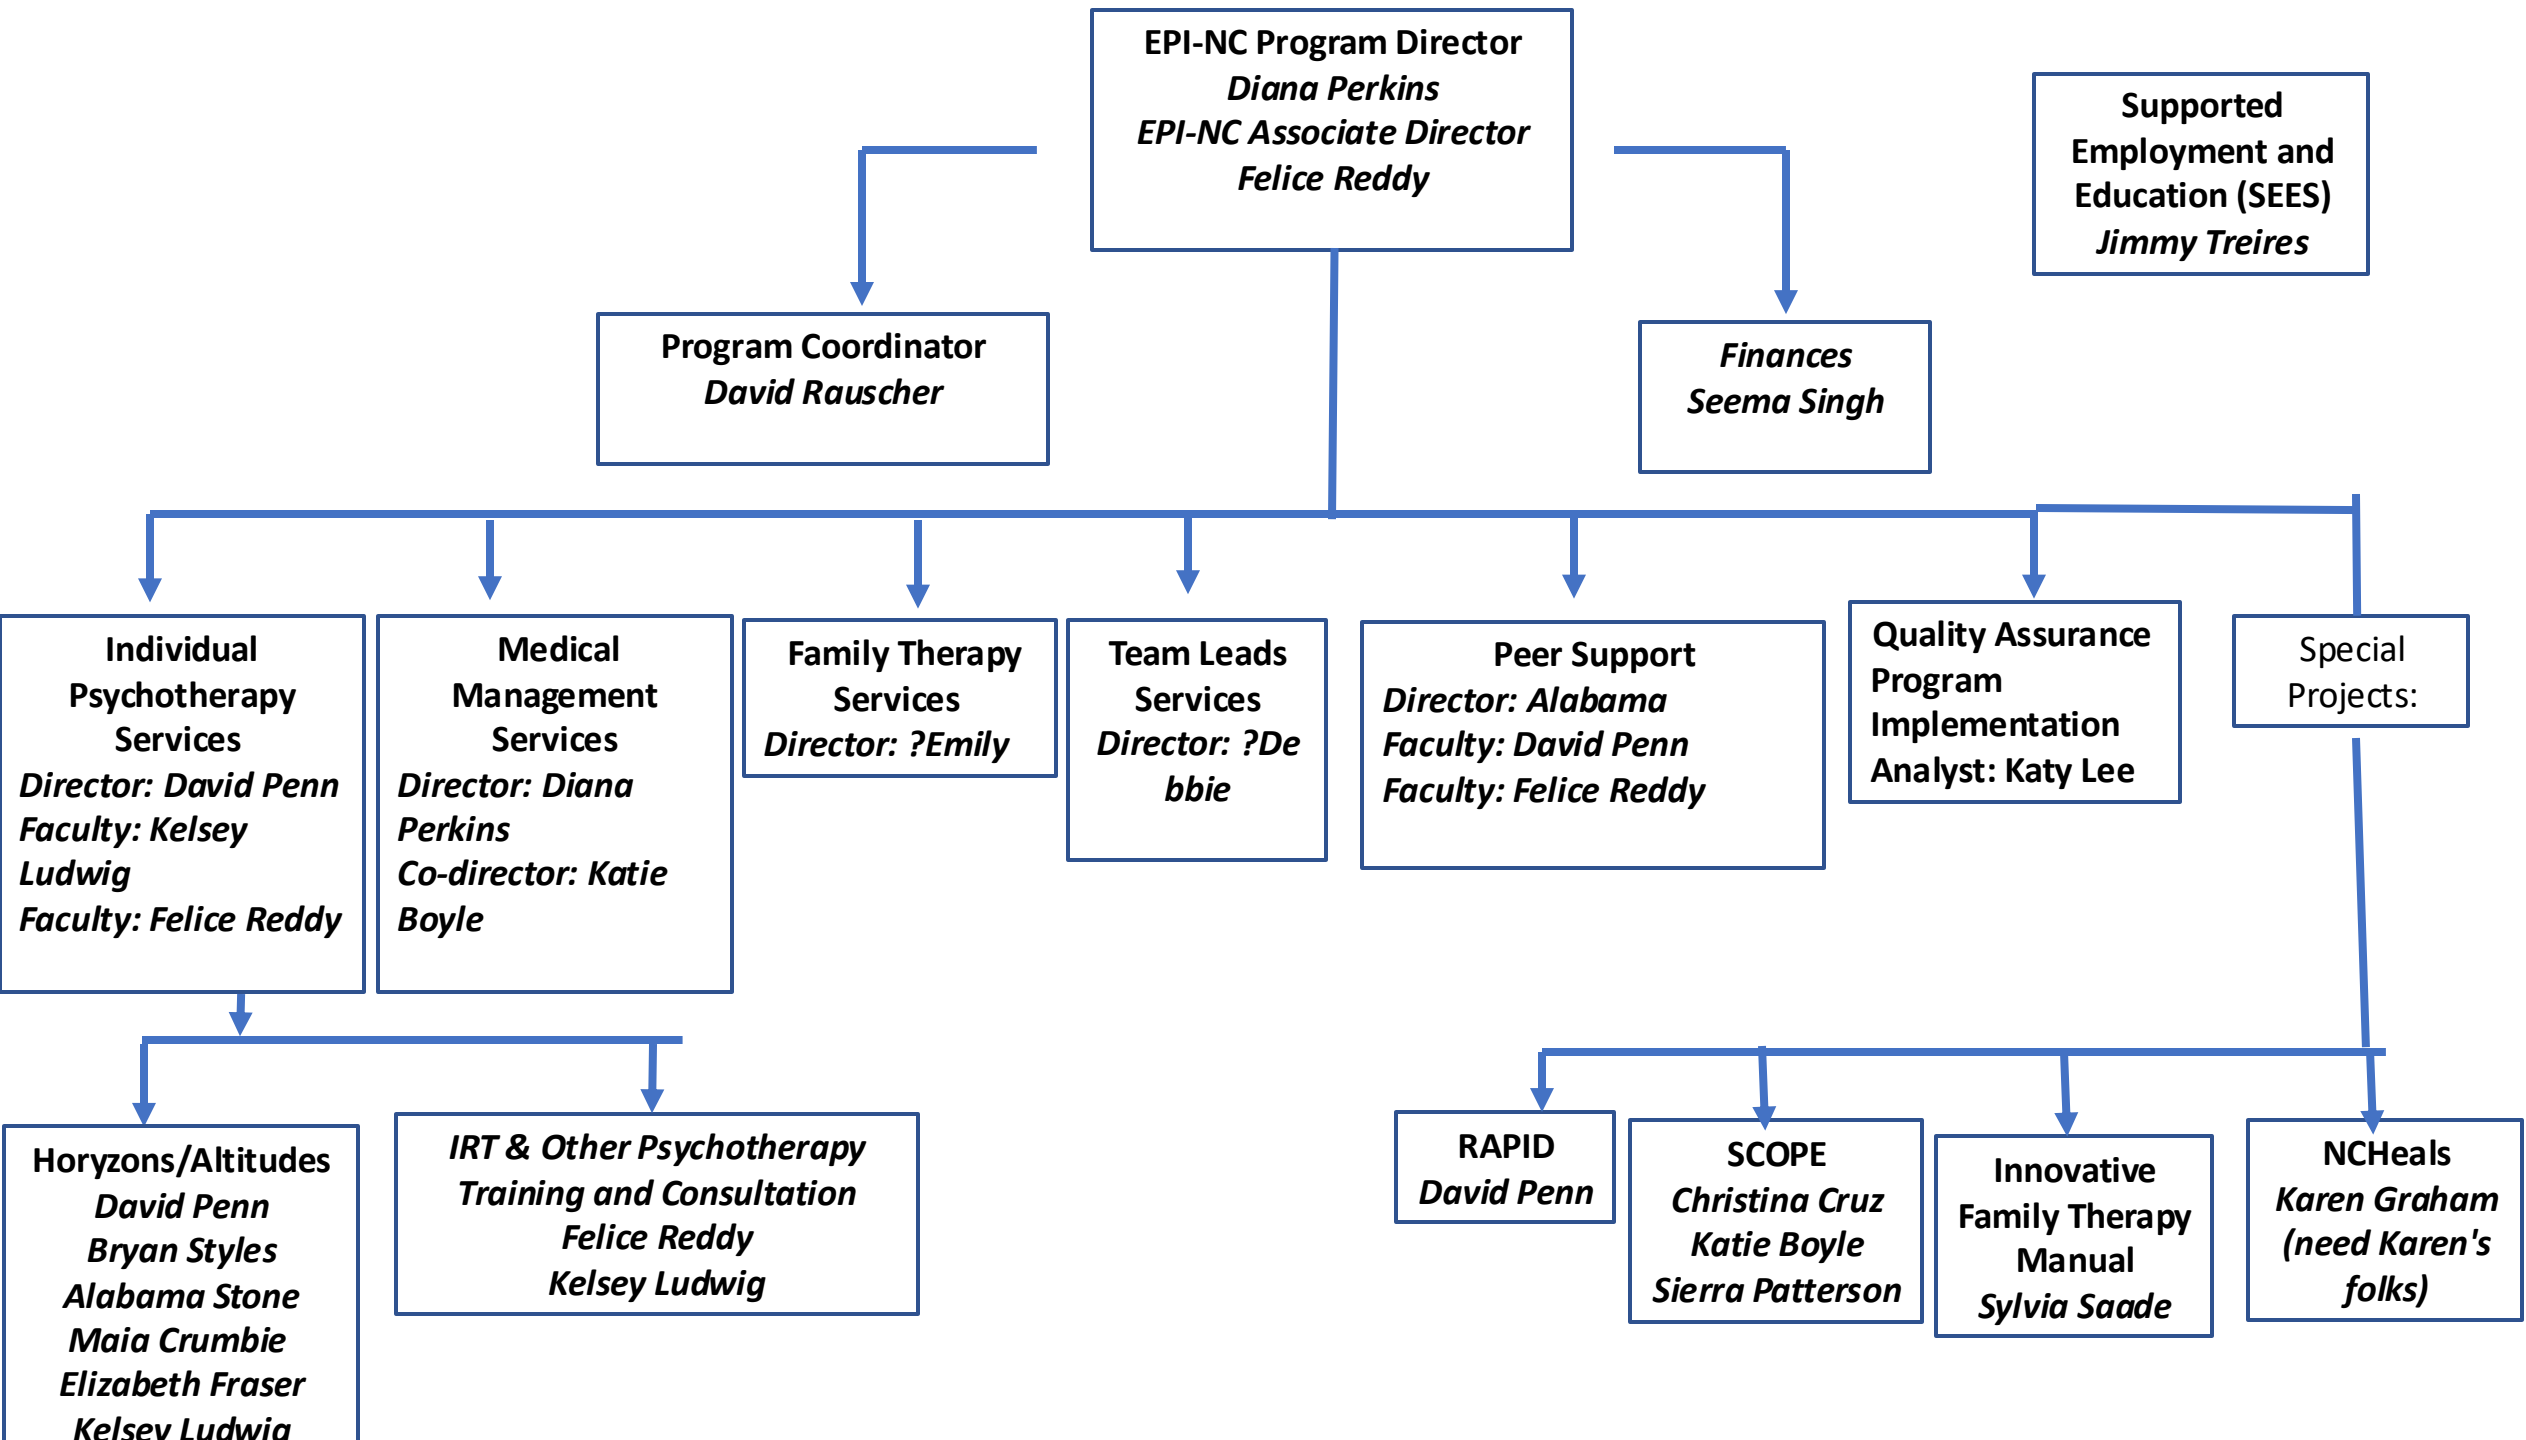 EPI-NC Program Director
Diana Perkins
EPI-NC Associate Director
Felice Reddy
Supported
Employment and
Education (SEES)
Jimmy Treires
Program Coordinator
David Rauscher
Finances
Seema Singh
Individual
Psychotherapy
Services
Director: David Penn
Faculty: Kelsey
Ludwig
Faculty: Felice Reddy
Medical
Management
Services
Director: Diana
Perkins
Co-director: Katie
Boyle
Family Therapy
Services
Director: ?Emily
Team Leads
Services
Director: ?De
bbie
Peer Support
Director: Alabama
Faculty: David Penn
Faculty: Felice Reddy
Quality Assurance
Program
Implementation
Analyst: Katy Lee
Special
Projects:
Horyzons/Altitudes
David Penn
Bryan Styles
Alabama Stone
Maia Crumbie
Elizabeth Fraser
Kelsey Ludwig
IRT & Other Psychotherapy
Training and Consultation
Felice Reddy
Kelsey Ludwig
RAPID
David Penn
SCOPE
Christina Cruz
Katie Boyle
Sierra Patterson
Innovative
Family Therapy
Manual
Sylvia Saade
NCHeals
Karen Graham
(need Karen's
folks)